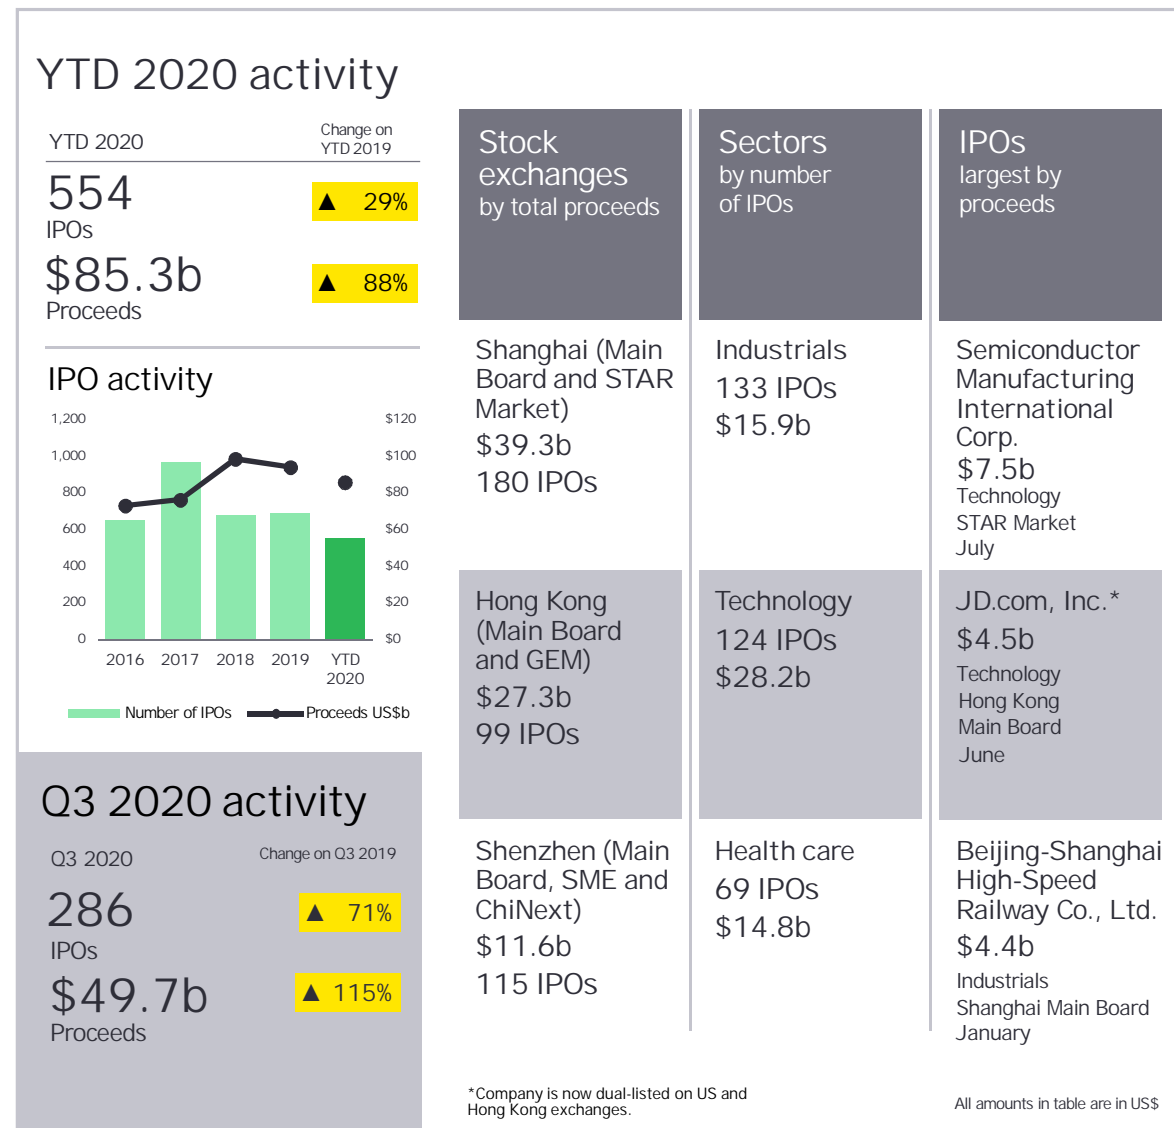 YTD 2020 activity
YTD 2020
Change on
YTD 2019
554
▲ 29%
IPOs
$85.3b
▲ 88%
Proceeds
IPO activity
1,200
1,000
800
600
400
200
0
$120
$100
$80
$60
$40
$20
$0
2016 2017 2018 2019 YTD
2020
Number of IPOs Proceeds US$b
Q3 2020 activity
Q3 2020
Change on Q3 2019
286
▲ 71%
IPOs
$49.7b
▲ 115%
Proceeds
Stock
exchanges
by total proceeds
Shanghai (Main
Board and STAR
Market)
$39.3b
180 IPOs
Hong Kong
(Main Board
and GEM)
$27.3b
99 IPOs
Shenzhen (Main
Board, SME and
ChiNext)
$11.6b
115 IPOs
Sectors
by number
of IPOs
Industrials
133 IPOs
$15.9b
Technology
124 IPOs
$28.2b
Health care
69 IPOs
$14.8b
IPOs
largest by
proceeds
Semiconductor
Manufacturing
International
Corp.
$7.5b
Technology
STAR Market
July
JD.com, Inc.*
$4.5b
Technology
Hong Kong
Main Board
June
Beijing-Shanghai
High-Speed
Railway Co., Ltd.
$4.4b
Industrials
Shanghai Main Board
January
*Company is now dual-listed on US and
Hong Kong exchanges.
All amounts in table are in US$